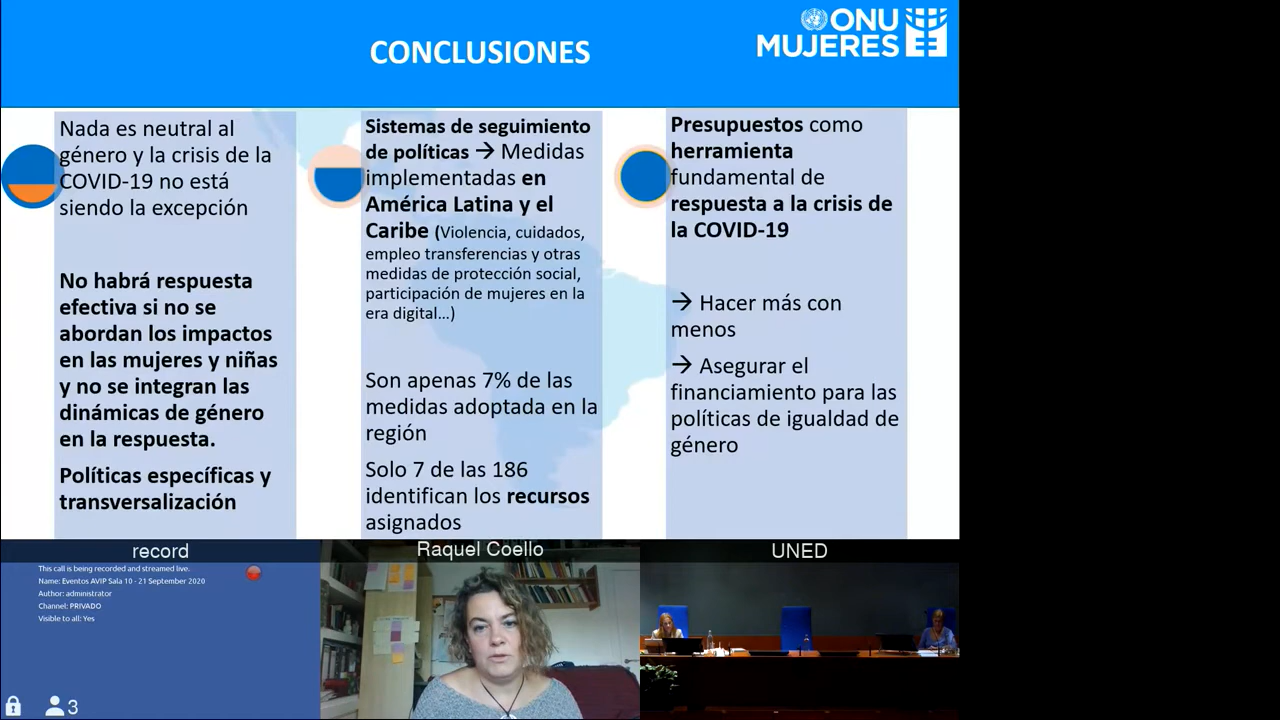 CONCLUSIONES
ONU
MUJERES
Nada es neutral al
género y la crisis de la
COVID-19 no está
siendo la excepción
No habrá respuesta
efectiva si no se
abordan los impactos
en las mujeres y niñas
y no se integran las
dinámicas de género
en la respuesta.
Políticas específicas y
transversalización
Sistemas de seguimiento
de políticas → Medidas
implementadas en
América Latina y el
Caribe (Violencia, cuidados,
empleo transferencias y otras
medidas de protección social,
participación de mujeres en la
era digital...)
Son apenas 7% de las
medidas adoptada en la
región
Solo 7 de las 186
identifican los recursos
asignados
Presupuestos como
herramienta
fundamental de
respuesta a la crisis de
la COVID-19
→ Hacer más con
menos
→ Asegurar el
financiamiento para las
políticas de igualdad de
género
record
This call is being recorded and streamed live.
Name: Eventos AVIP Sala 10 - 21 September 2020
Author: administrator
Channel: PRIVADO
Visible to all: Yes
3
Raquel Coello
UNED